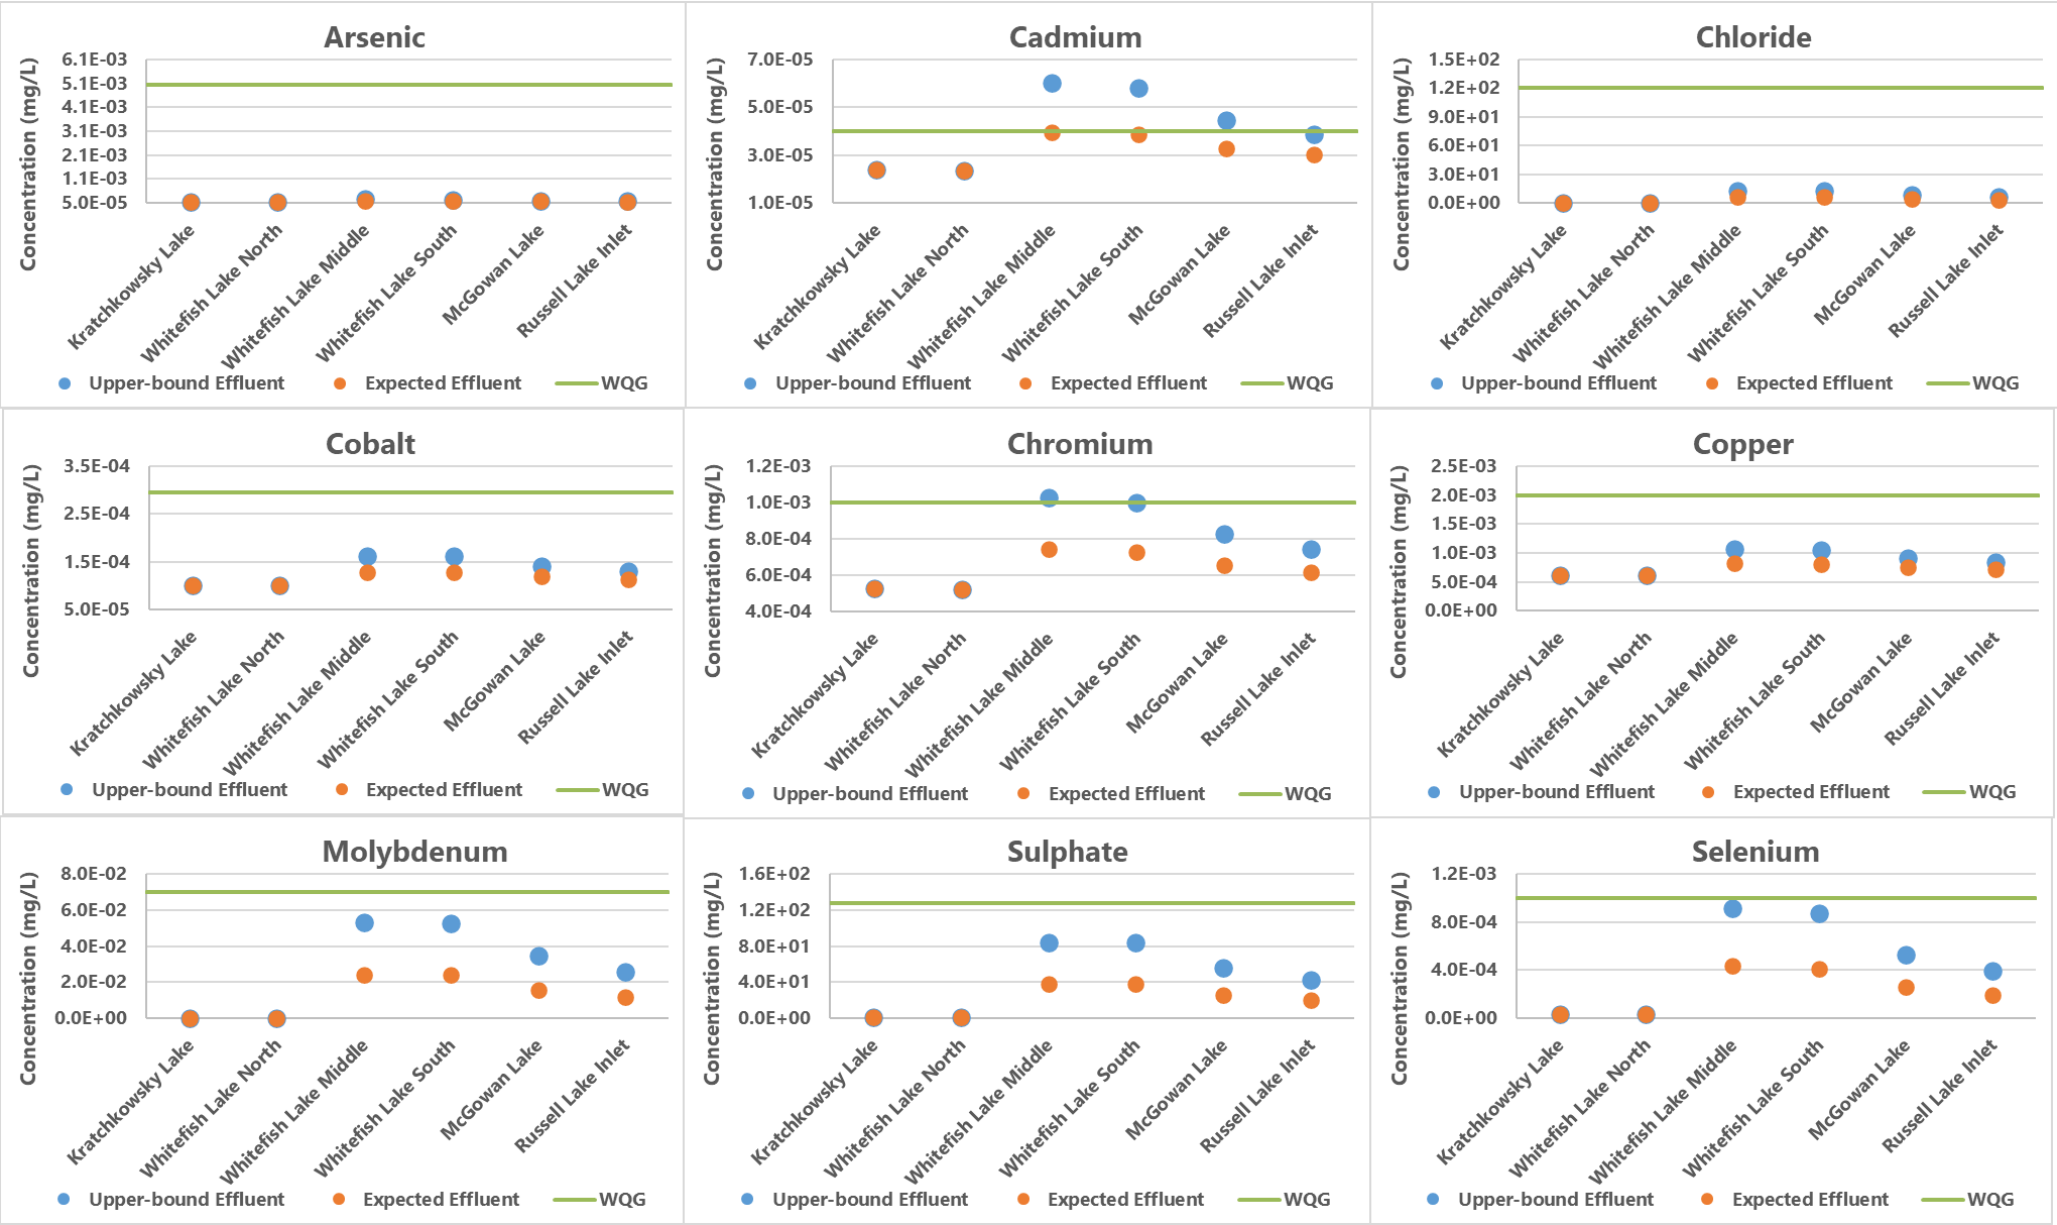 Arsenic
Concentration (mg/L)
6.1E-03
5.1E-03
4.1E-03
3.1E-03
2.1E-03
1.1E-03
5.0E-05
Kratchkowsky Lake
Whitefish Lake North
Whitefish Lake Middle
Whitefish Lake South
McGowan Lake
Russell Lake Inlet
Upper-bound Effluent
Expected Effluent
WQG
Cadmium
Concentration (mg/L)
7.0E-05
5.0E-05
3.0E-05
1.0E-05
Kratchkowsky Lake
Whitefish Lake North
Whitefish Lake Middle
Whitefish Lake South
McGowan Lake
Russell Lake Inlet
Upper-bound Effluent
Expected Effluent
WQG
Chloride
Concentration (mg/L)
1.5E+02
1.2E+02
9.0E+01
6.0E+01
3.0E+01
0.0E+00
Kratchkowsky Lake
Whitefish Lake North
Whitefish Lake Middle
Whitefish Lake South
McGowan Lake
Russell Lake Inlet
Upper-bound Effluent
Expected Effluent
WQG
Cobalt
Concentration (mg/L)
3.5E-04
2.5E-04
1.5E-04
5.0E-05
Kratchkowsky Lake
Whitefish Lake North
Whitefish Lake Middle
Whitefish Lake South
McGowan Lake
Russell Lake Inlet
Upper-bound Effluent
Expected Effluent
WQG
Chromium
Concentration (mg/L)
1.2E-03
1.0E-03
8.0E-04
6.0E-04
4.0E-04
Kratchkowsky Lake
Whitefish Lake North
Whitefish Lake Middle
Whitefish Lake South
McGowan Lake
Russell Lake Inlet
Upper-bound Effluent
Expected Effluent
WQG
Copper
Concentration (mg/L)
2.5E-03
2.0E-03
1.5E-03
1.0E-03
5.0E-04
0.0E+00
Kratchkowsky Lake
Whitefish Lake North
Whitefish Lake Middle
Whitefish Lake South
McGowan Lake
Russell Lake Inlet
Upper-bound Effluent
Expected Effluent
WQG
Molybdenum
Concentration (mg/L)
8.0E-02
6.0E-02
4.0E-02
2.0E-02
0.0E+00
Kratchkowsky Lake
Whitefish Lake North
Whitefish Lake Middle
Whitefish Lake South
McGowan Lake
Russell Lake Inlet
Upper-bound Effluent
Expected Effluent
WQG
Sulphate
Concentration (mg/L)
1.6E+02
1.2E+02
8.0E+01
4.0E+01
0.0E+00
Kratchkowsky Lake
Whitefish Lake North
Whitefish Lake Middle
Whitefish Lake South
McGowan Lake
Russell Lake Inlet
Upper-bound Effluent
Expected Effluent
WQG
Selenium
Concentration (mg/L)
1.2E-03
8.0E-04
4.0E-04
0.0E+00
Kratchkowsky Lake
Whitefish Lake North
Whitefish Lake Middle
Whitefish Lake South
McGowan Lake
Russell Lake Inlet
Upper-bound Effluent
Expected Effluent
WQG